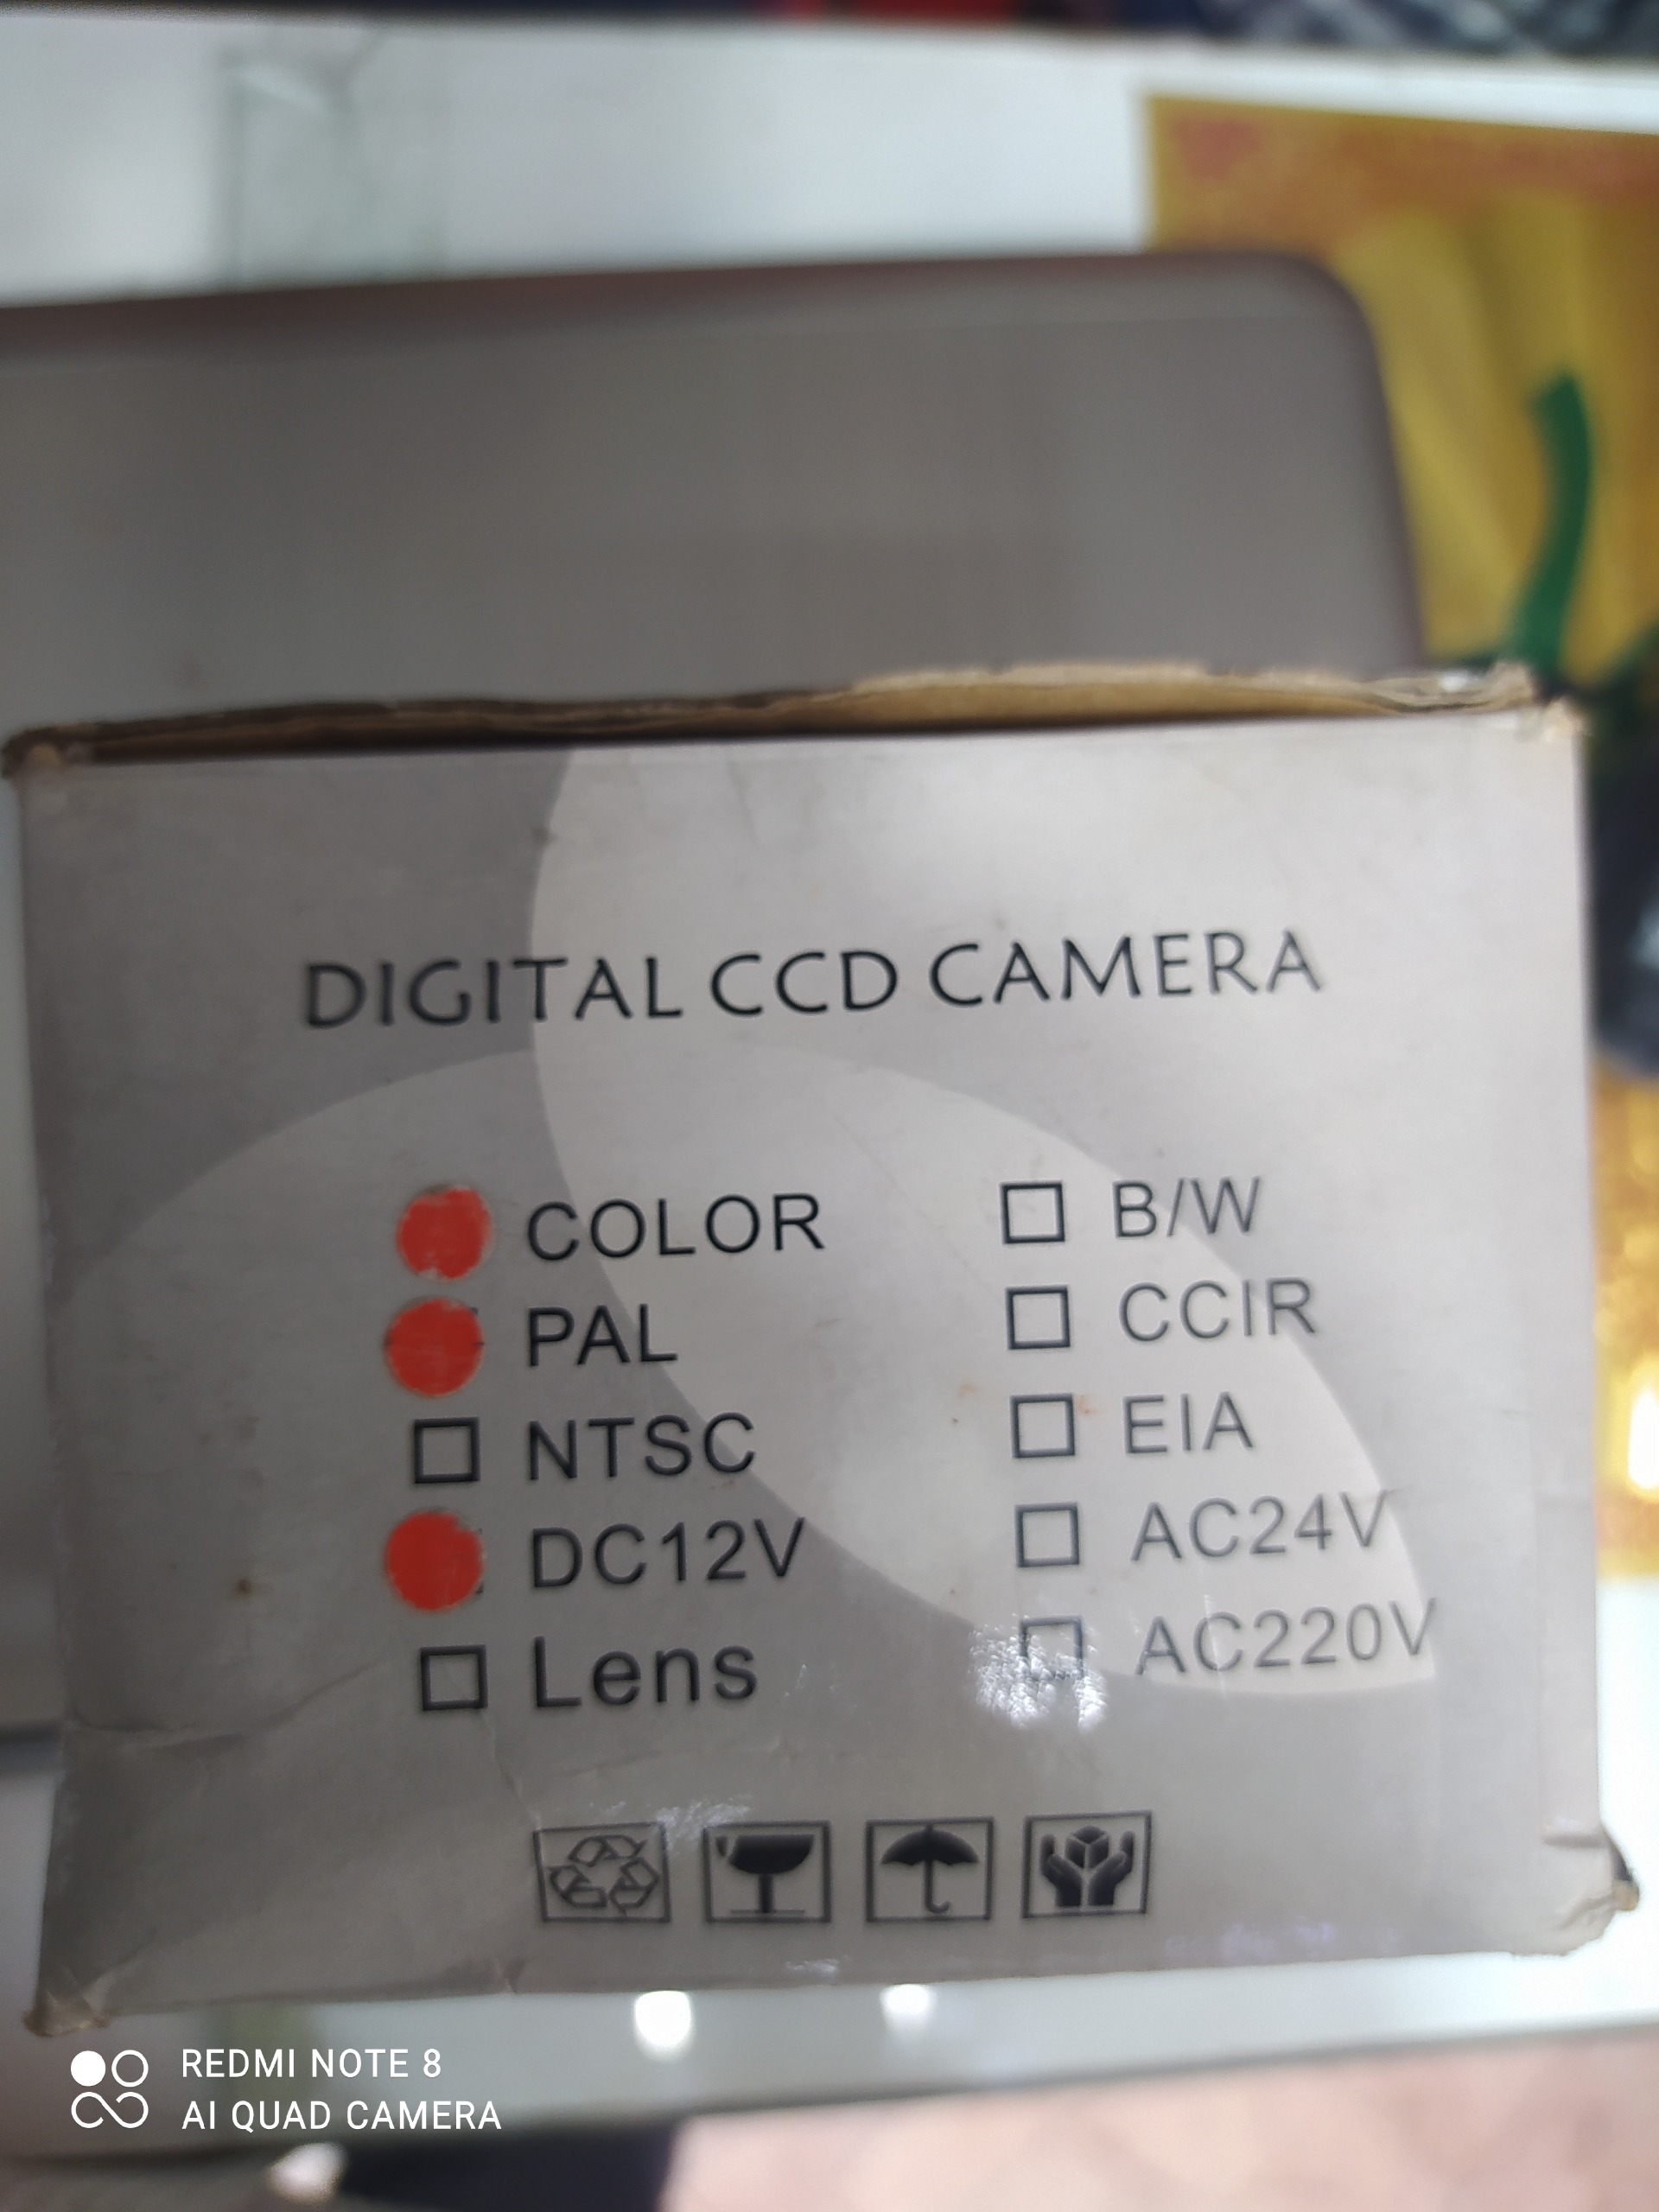 DIGITAL CCD CAMERA
COLOR
PAL
NTSC
DC12V
Lens
B/W
CCIR
EIA
AC24V
AC220V
REDMI NOTE 8
AI QUAD CAMERA